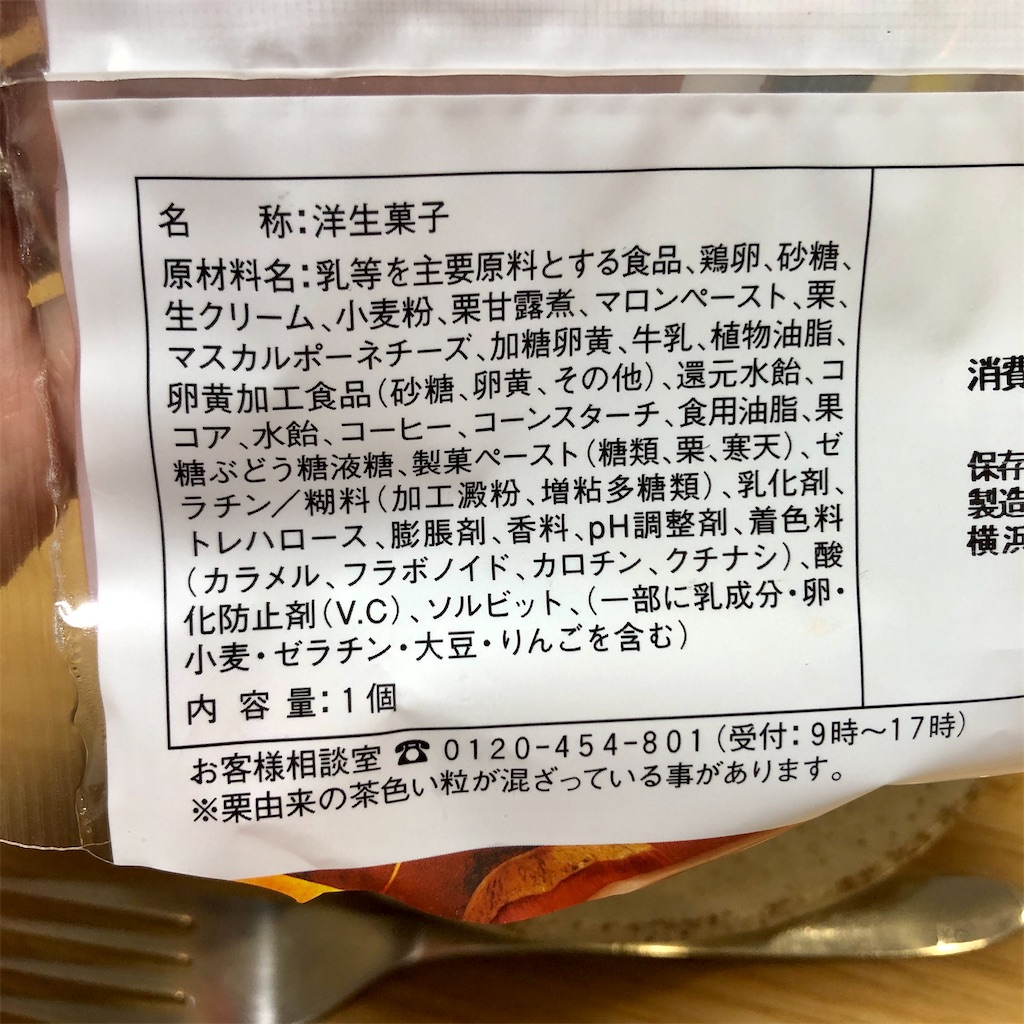 名　称：洋生菓子
原材料名：乳等を主要原料とする食品、鶏卵、砂糖、
生クリーム、小麦粉、栗甘露煮、マロンペースト、栗、
マスカルポーネチーズ、加糖卵黄、牛乳、植物油脂、
卵黄加工食品（砂糖、卵黄、その他）、還元水飴、コ
コア、水飴、コーヒー、コーンスターチ、食用油脂、果
糖ぶどう糖液糖、製菓ペースト（糖類、栗、寒天）、ゼ
ラチン／糊料（加工澱粉、増粘多糖類）、乳化剤、
トレハロース、膨脹剤、香料、pH調整剤、着色料
（カラメル、フラボノイド、カロチン、クチナシ）、酸
化防止剤（V.C）、ソルビット、（一部に乳成分・卵・
小麦・ゼラチン・大豆・りんごを含む）
内容量：1個
消費
保存
製造
横浜
お客様相談室 ☎ 0120-454-801（受付：9時～17時）
※栗由来の茶色い粒が混ざっている事があります。